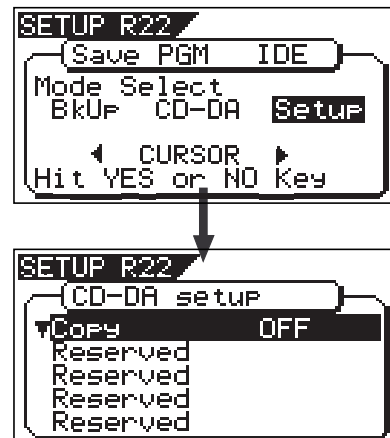 SETUP R22
Save PGM IDE
Mode Select
BkUp CD-DA Setup
CURSOR
Hit YES or NO Key
SETUP R22
CD-DA setup
Copy OFF
Reserved
Reserved
Reserved
Reserved